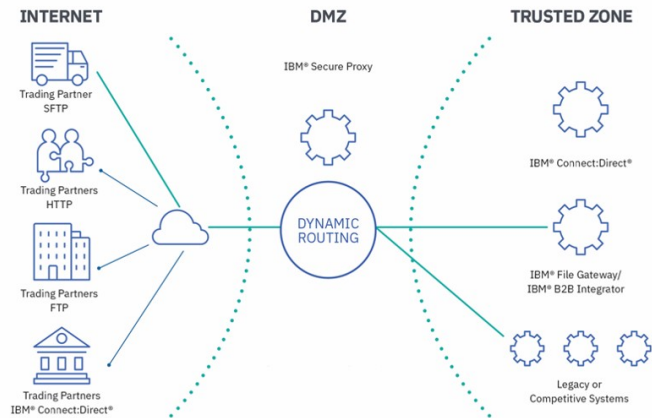 INTERNET
DMZ
TRUSTED ZONE
Trading Partner
SFTP
IBM® Secure Proxy
Trading Partners
HTTP
IBM® Connect:Direct®
DYNAMIC
ROUTING
Trading Partners
FTP
IBM® File Gateway/
IBM® B2B Integrator
Trading Partners
IBM® Connect:Direct®
Legacy or
Competitive Systems